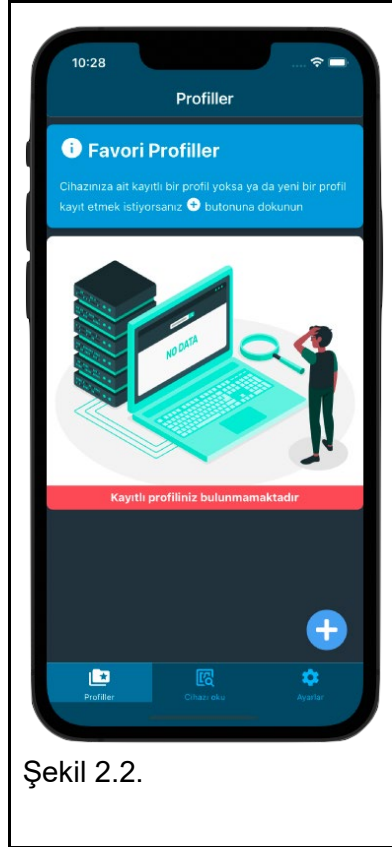 10:28
Profiller
Favori Profiller
Cihazınıza ait kayıtlı bir profil yoksa ya da yeni bir profil
kayıt etmek istiyorsanız + butonuna dokunun
NO DATA
Kayıtlı profiliniz bulunmamaktadır
Profiller
Cihazı oku
Ayarlar
Şekil 2.2.